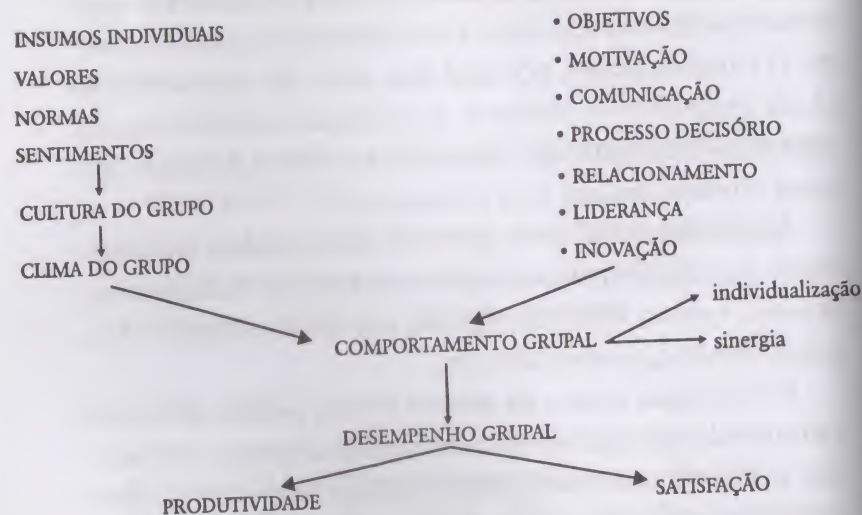 INSUMOS INDIVIDUAIS
VALORES
NORMAS
SENTIMENTOS
CULTURA DO GRUPO
CLIMA DO GRUPO
• OBJETIVOS
• MOTIVAÇÃO
• COMUNICAÇÃO
• PROCESSO DECISÓRIO
• RELACIONAMENTO
• LIDERANÇA
• INOVAÇÃO
individualização
COMPORTAMENTO GRUPAL
sinergia
DESEMPENHO GRUPAL
PRODUTIVIDADE
SATISFAÇÃO